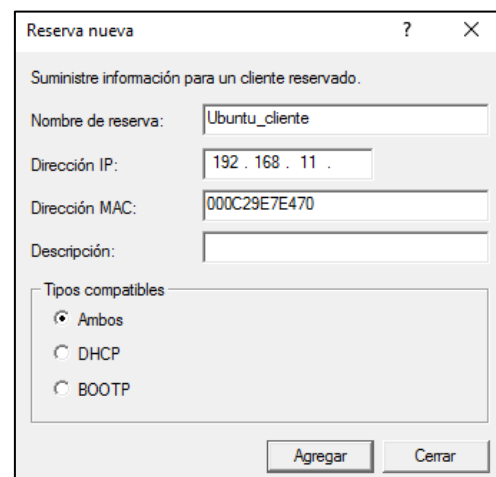 Reserva nueva ? ×
Suministre información para un cliente reservado.
Nombre de reserva: Ubuntu_cliente
Dirección IP: 192 . 168 . 11 .
Dirección MAC: 000C29E7E470
Descripción:
Tipos compatibles
Ambos
DHCP
BOOTP
Agregar Cerrar